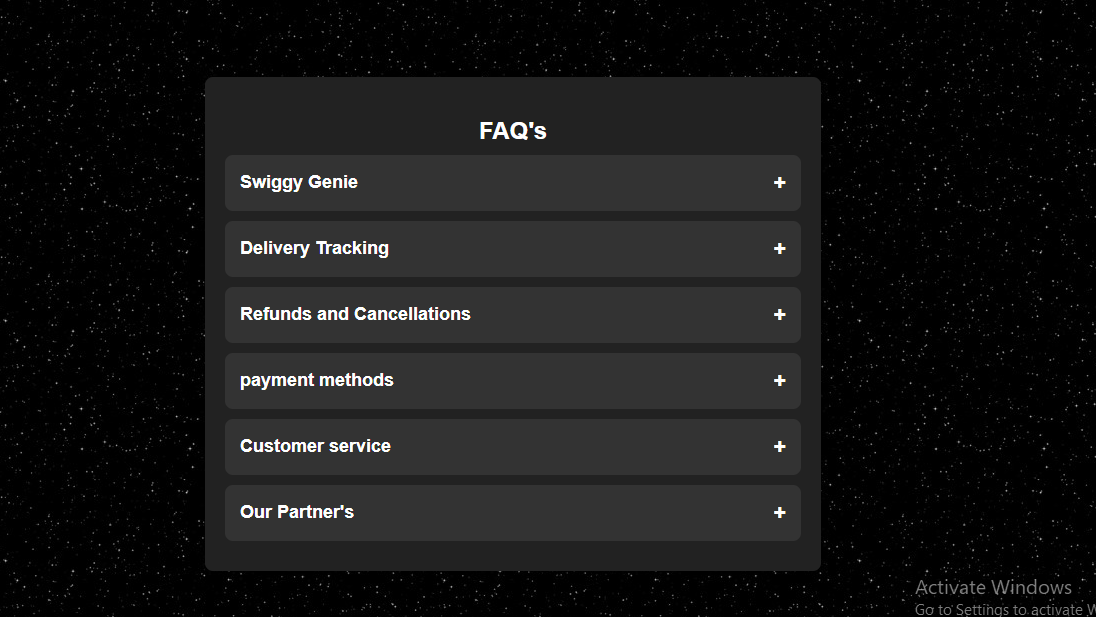 FAQ's
Swiggy Genie +
Delivery Tracking +
Refunds and Cancellations +
payment methods +
Customer service +
Our Partner's +
Activate Windows
Go to Settings to activate W